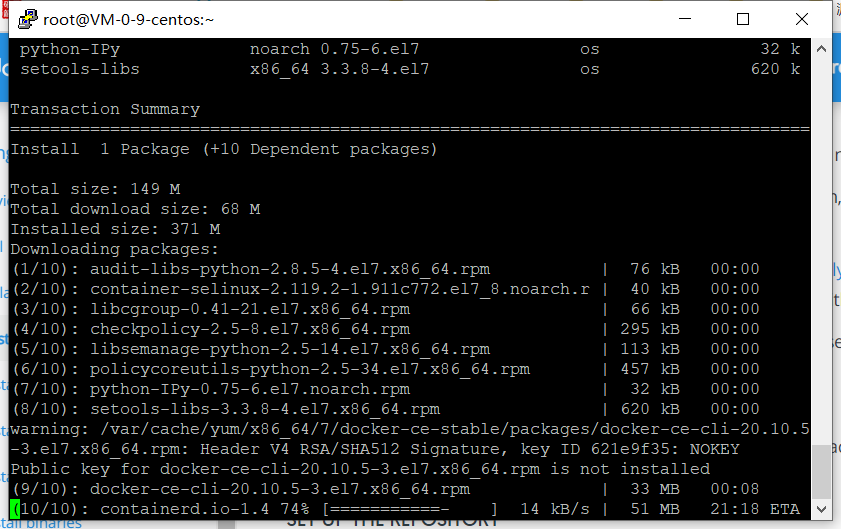 root@VM-0-9-centos:~
python-IPy noarch 0.75-6.el7 os 32 k
setools-libs x86_64 3.3.8-4.el7 os 620 k
Transaction Summary
================================================================================
Install 1 Package (+10 Dependent packages)
Total size: 149 M
Total download size: 68 M
Installed size: 371 M
Downloading packages:
(1/10): audit-libs-python-2.8.5-4.el7.x86_64.rpm | 76 kB 00:00
(2/10): container-selinux-2.119.2-1.911c772.el7_8.noarch.r | 40 kB 00:00
(3/10): libcgroup-0.41-21.el7.x86_64.rpm | 66 kB 00:00
(4/10): checkpolicy-2.5-8.el7.x86_64.rpm | 295 kB 00:00
(5/10): libsemanage-python-2.5-14.el7.x86_64.rpm | 113 kB 00:00
(6/10): policycoreutils-python-2.5-34.el7.x86_64.rpm | 457 kB 00:00
(7/10): python-IPy-0.75-6.el7.noarch.rpm | 32 kB 00:00
(8/10): setools-libs-3.3.8-4.el7.x86_64.rpm | 620 kB 00:00
warning: /var/cache/yum/x86_64/7/docker-ce-stable/packages/docker-ce-cli-20.10.5
-3.el7.x86_64.rpm: Header V4 RSA/SHA512 Signature, key ID 621e9f35: NOKEY
Public key for docker-ce-cli-20.10.5-3.el7.x86_64.rpm is not installed
(9/10): docker-ce-cli-20.10.5-3.el7.x86_64.rpm | 33 MB 00:08
(10/10): containerd.io-1.4 74% [===========- ] 14 kB/s | 51 MB 21:18 ETA
stall binaries
SET UP THE REPOSITORY